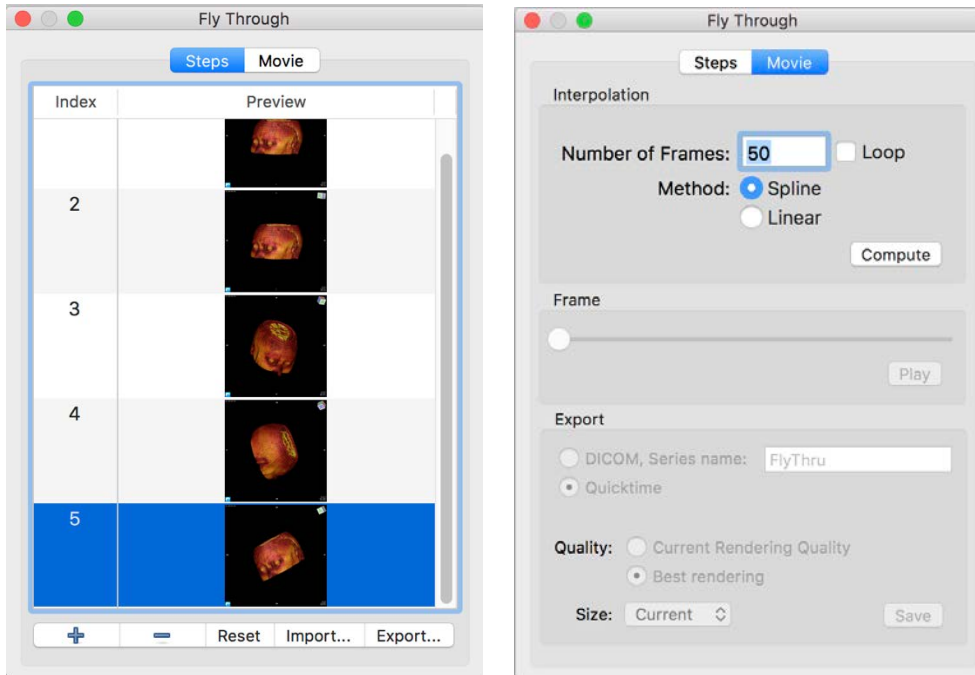 Fly Through
Steps Movie
Index Preview
2
3
4
5
Reset Import... Export...
Fly Through
Steps Movie
Interpolation
Number of Frames: 50 Loop
Method: Spline
Linear
Compute
Frame
Play
Export
DICOM, Series name: FlyThru
Quicktime
Quality: Current Rendering Quality
Best rendering
Size: Current
Save